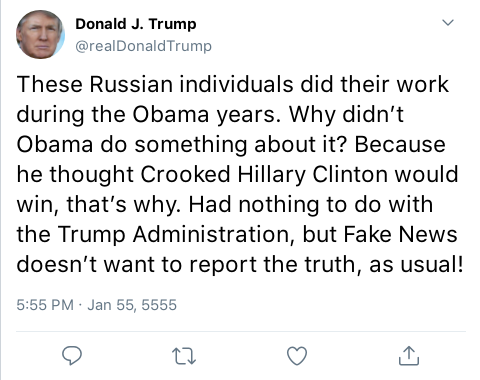 Donald J. Trump
@realDonaldTrump
These Russian individuals did their work
during the Obama years. Why didn’t
Obama do something about it? Because
he thought Crooked Hillary Clinton would
win, that’s why. Had nothing to do with
the Trump Administration, but Fake News
doesn’t want to report the truth, as usual!
5:55 PM · Jan 55, 5555